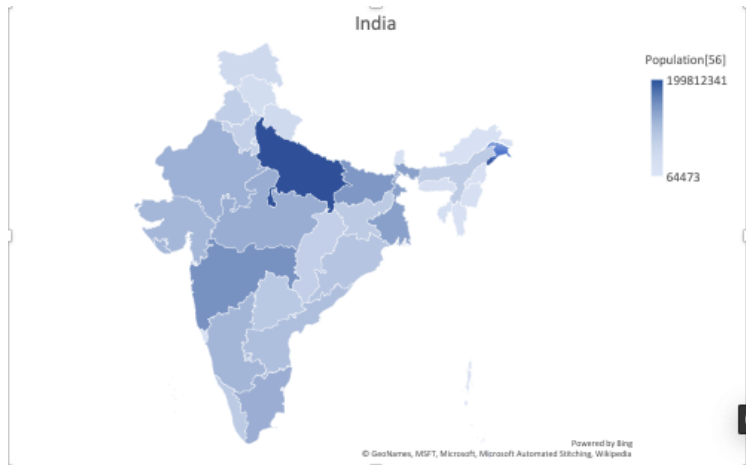 India
Population[56]
199812341
64473
Powered by Bing
© GeoNames, MSFT, Microsoft, Microsoft Automated Stitching, Wikipedia